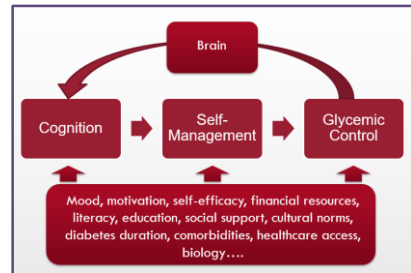 Brain
Cognition
Self-
Management
Glycemic
Control
Mood, motivation, self-efficacy, financial resources,
literacy, education, social support, cultural norms,
diabetes duration, comorbidities, healthcare access,
biology....